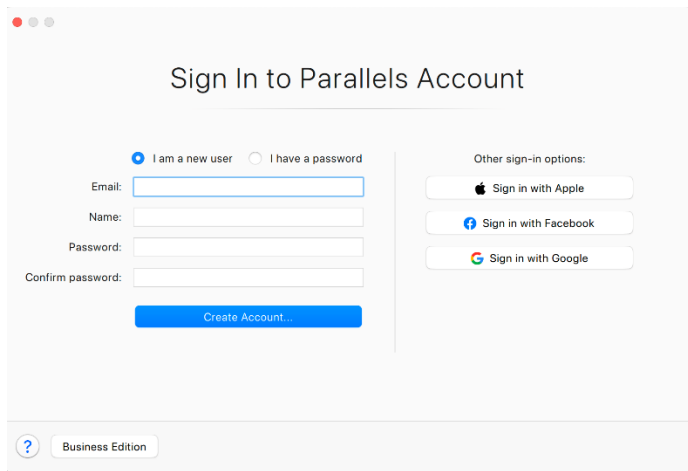 Sign In to Parallels Account
I am a new user
I have a password
Email:
Name:
Password:
Confirm password:
Create Account...
Other sign-in options:
Sign in with Apple
Sign in with Facebook
Sign in with Google
?
Business Edition